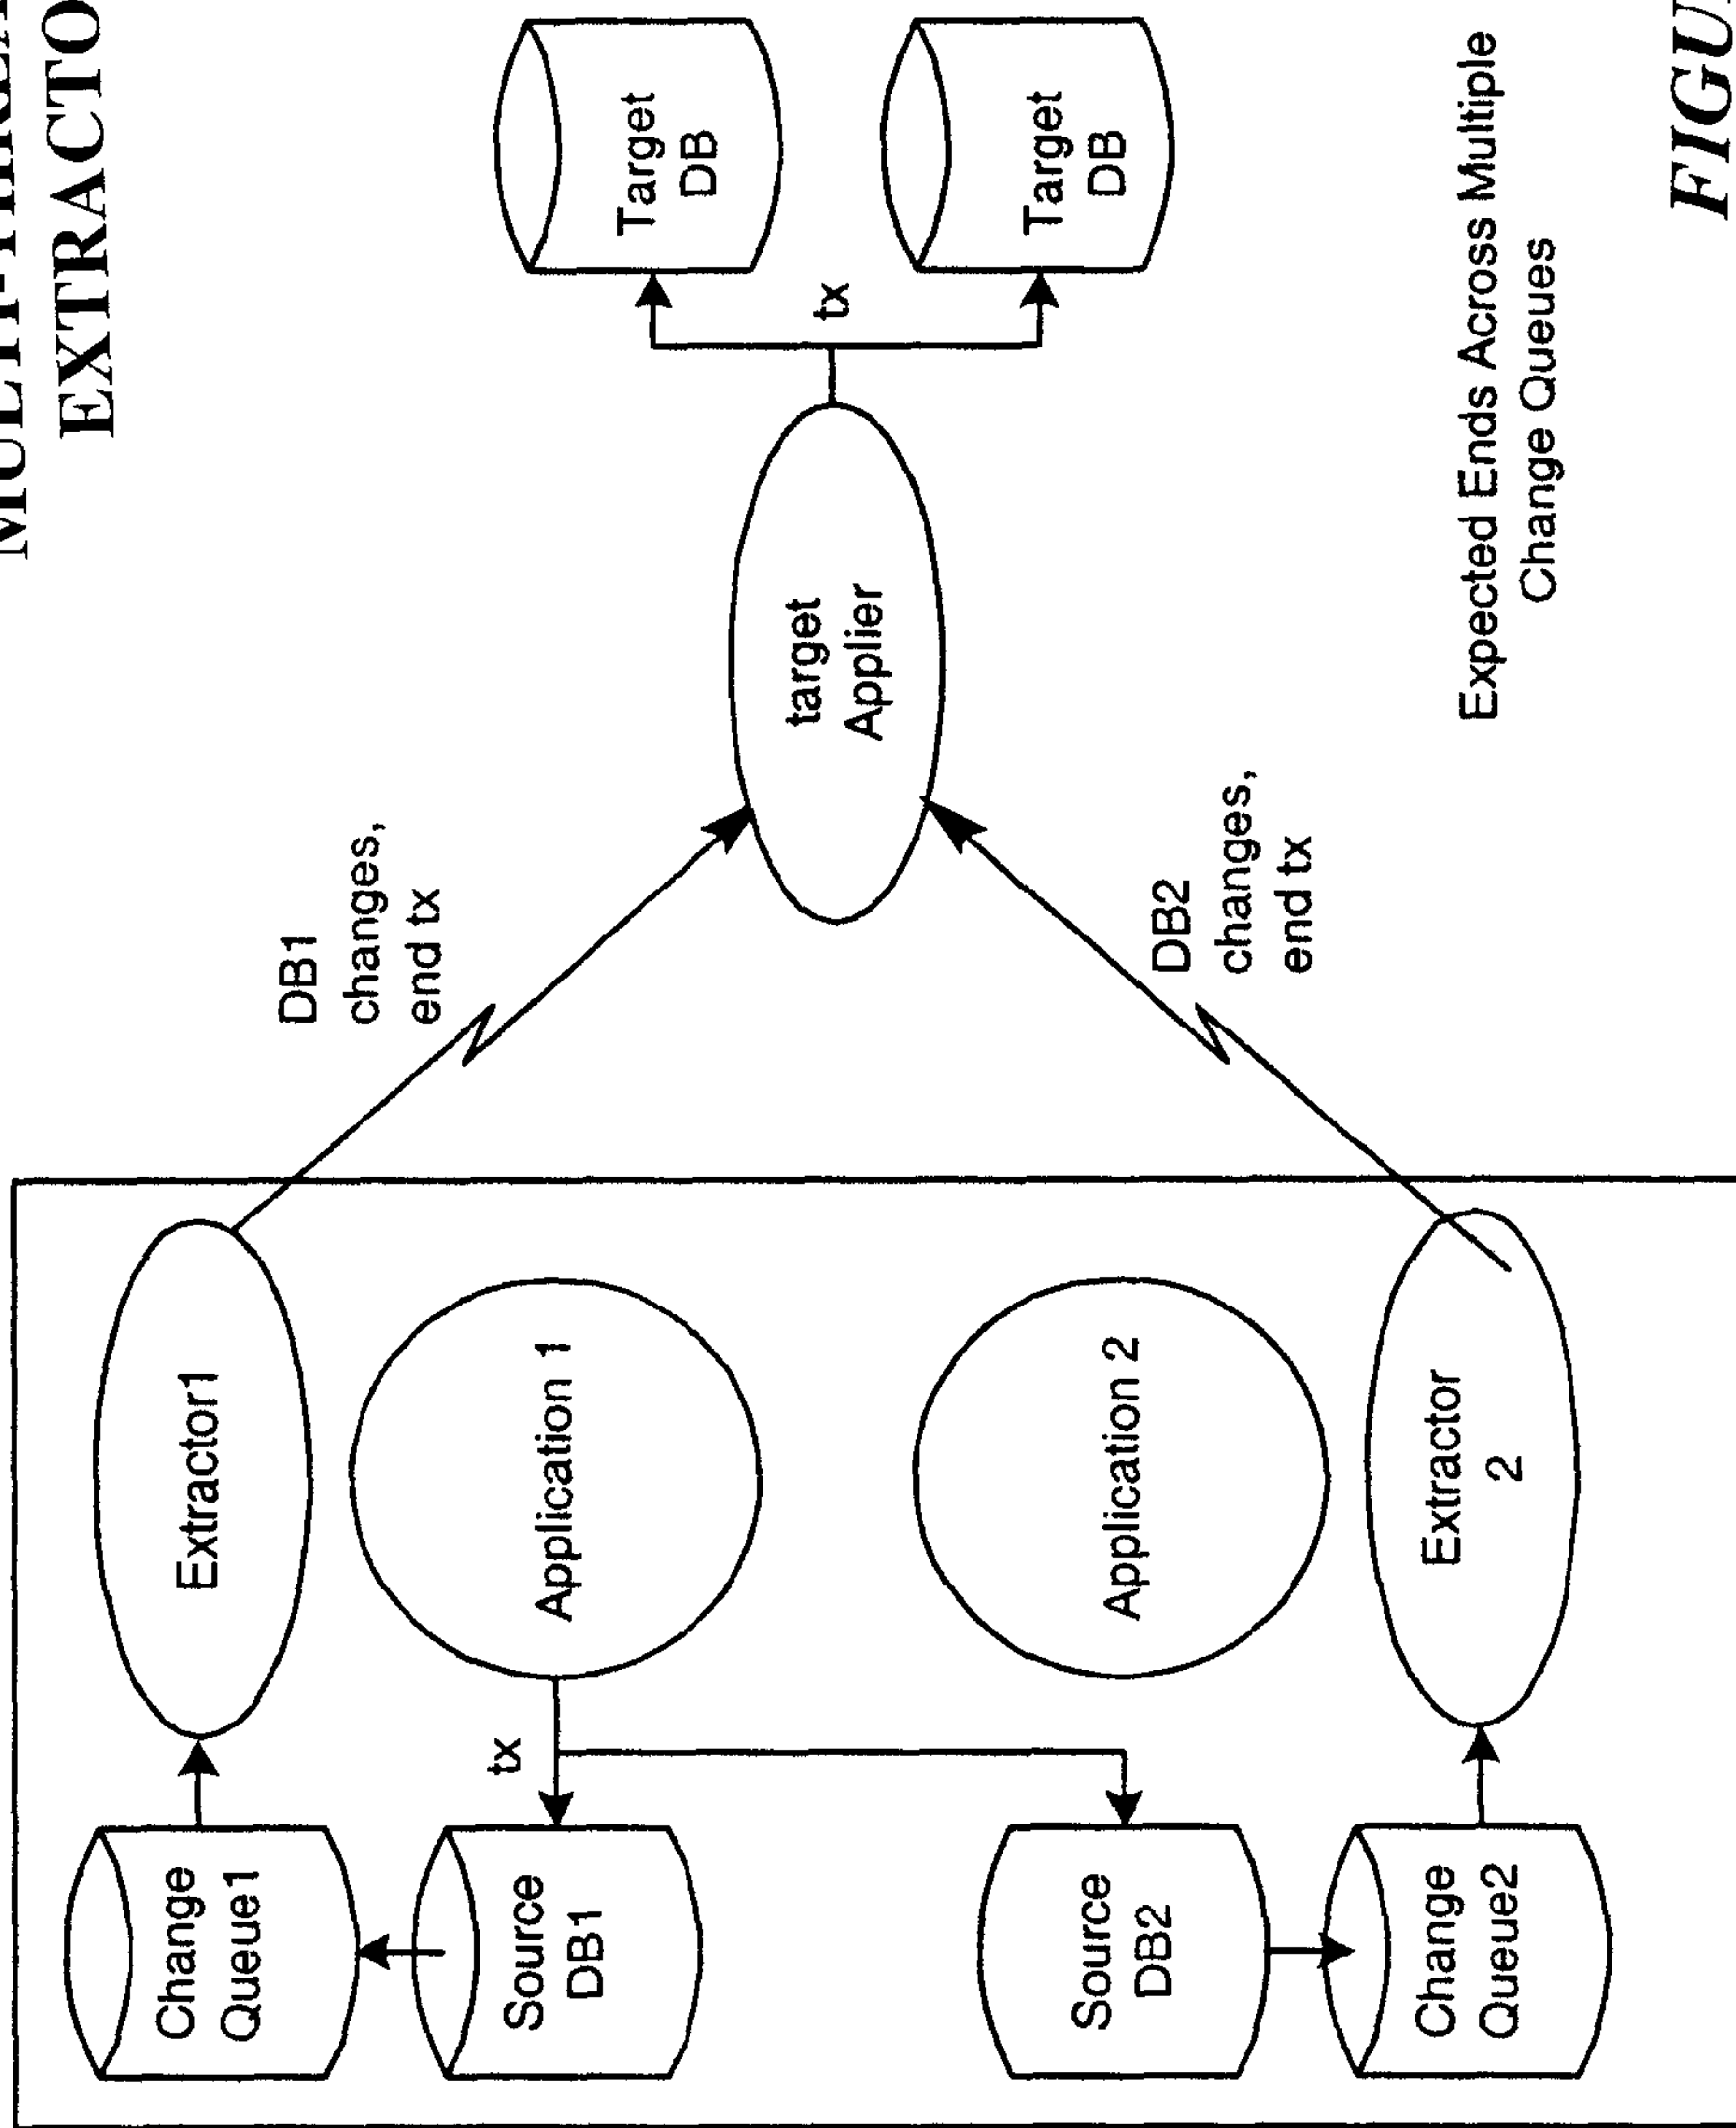 EXTRACTO
Change
Queue1
Extractor1
DB1
changes,
end tx
tx
Source
DB1
Application 1
target
Applier
tx
Target
DB
Target
DB
Source
DB2
Application 2
DB2
changes,
end tx
Change
Queue2
Extractor
2
Expected Ends Across Multiple
Change Queues
FIGU